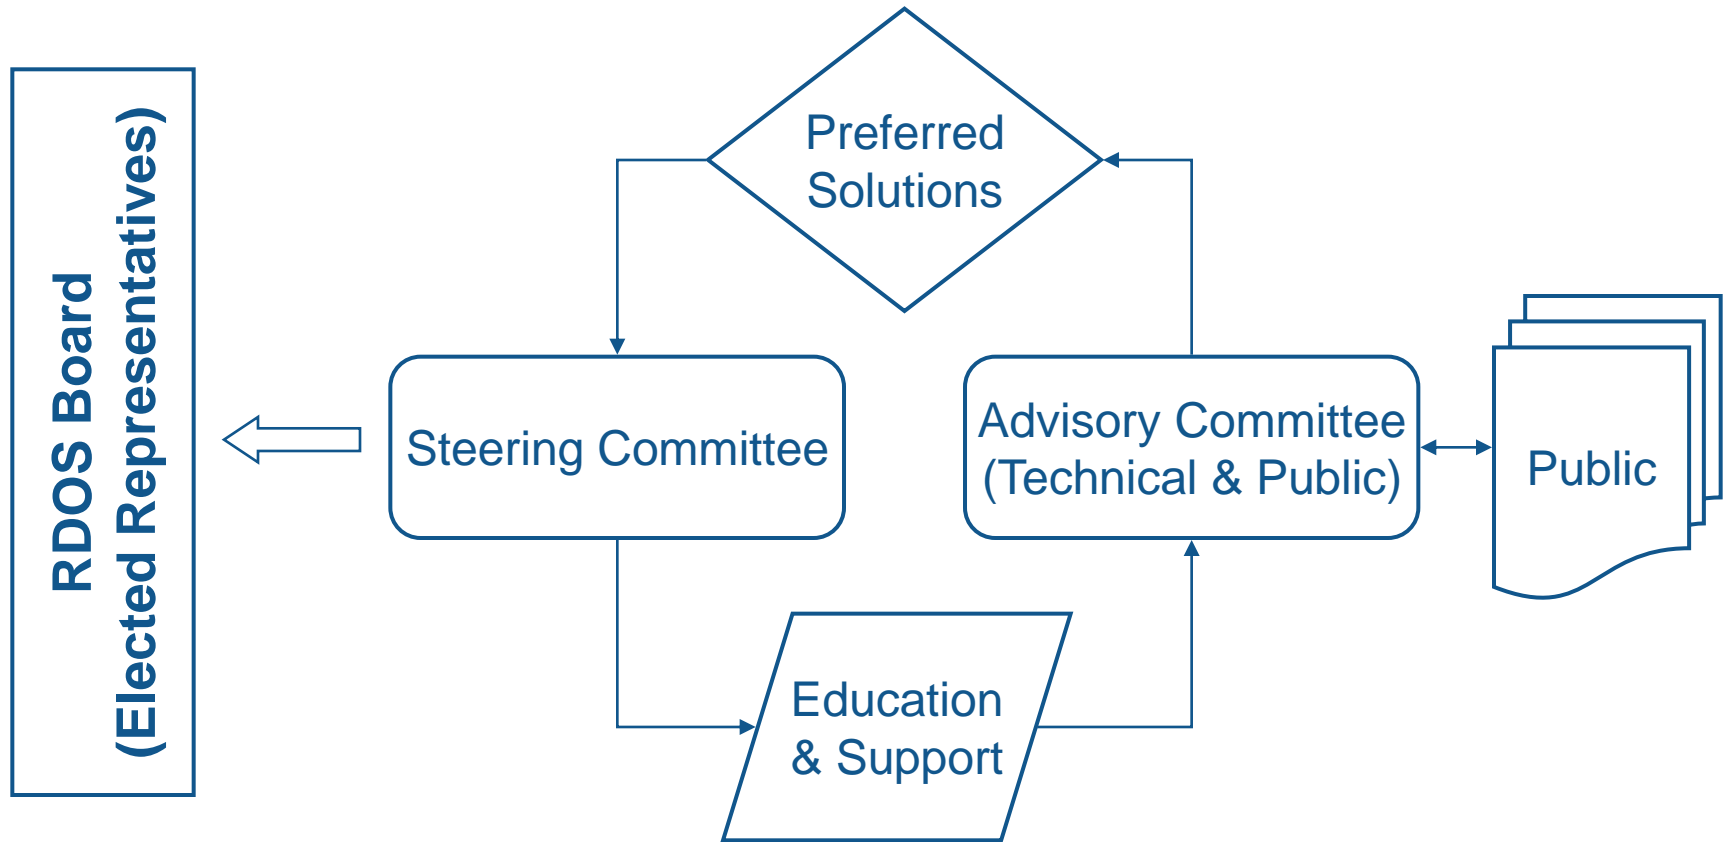 RDOS Board
(Elected Representatives)
Preferred
Solutions
Steering Committee
Advisory Committee
(Technical & Public)
Public
Education
& Support